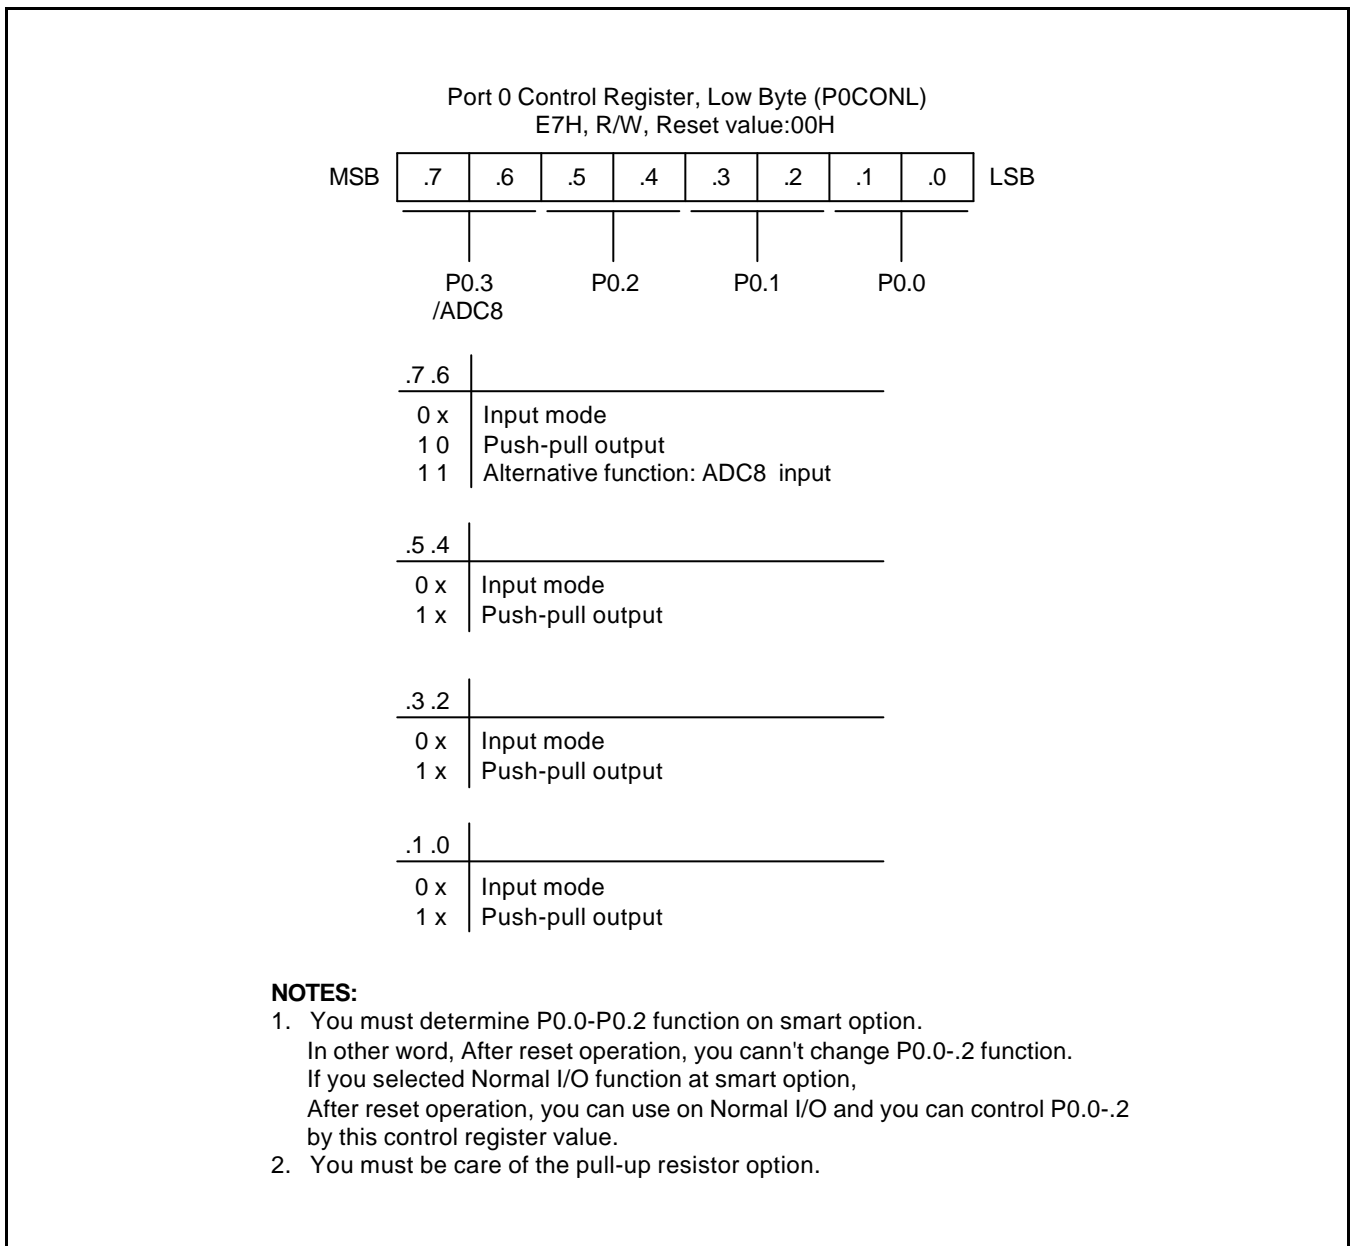 Port 0 Control Register, Low Byte (P0CONL)
E7H, R/W, Reset value:00H
MSB .7 .6 .5 .4 .3 .2 .1 .0 LSB
P0.3 P0.2 P0.1 P0.0
/ADC8
.7 .6
0 x Input mode
1 0 Push-pull output
1 1 Alternative function: ADC8 input
.5 .4
0 x Input mode
1 x Push-pull output
.3 .2
0 x Input mode
1 x Push-pull output
.1 .0
0 x Input mode
1 x Push-pull output
NOTES:
1. You must determine P0.0-P0.2 function on smart option.
In other word, After reset operation, you cann't change P0.0-.2 function.
If you selected Normal I/O function at smart option,
After reset operation, you can use on Normal I/O and you can control P0.0-.2
by this control register value.
2. You must be care of the pull-up resistor option.